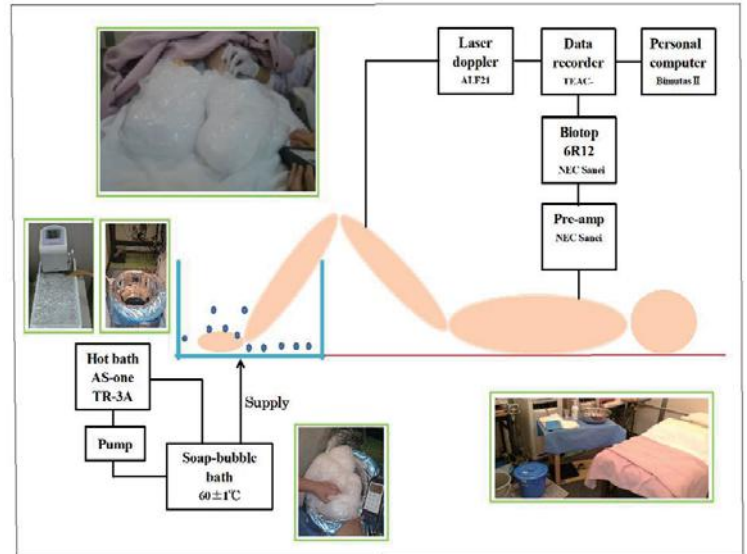 Laser
doppler
ALF21
Data
recorder
TEAC-
Personal
computer
Bimutas II
Biotop
6R12
NEC Sanei
Pre-amp
NEC Sanei
Hot bath
AS-one
TR-3A
Pump
Supply
Soap-bubble
bath
60±1℃